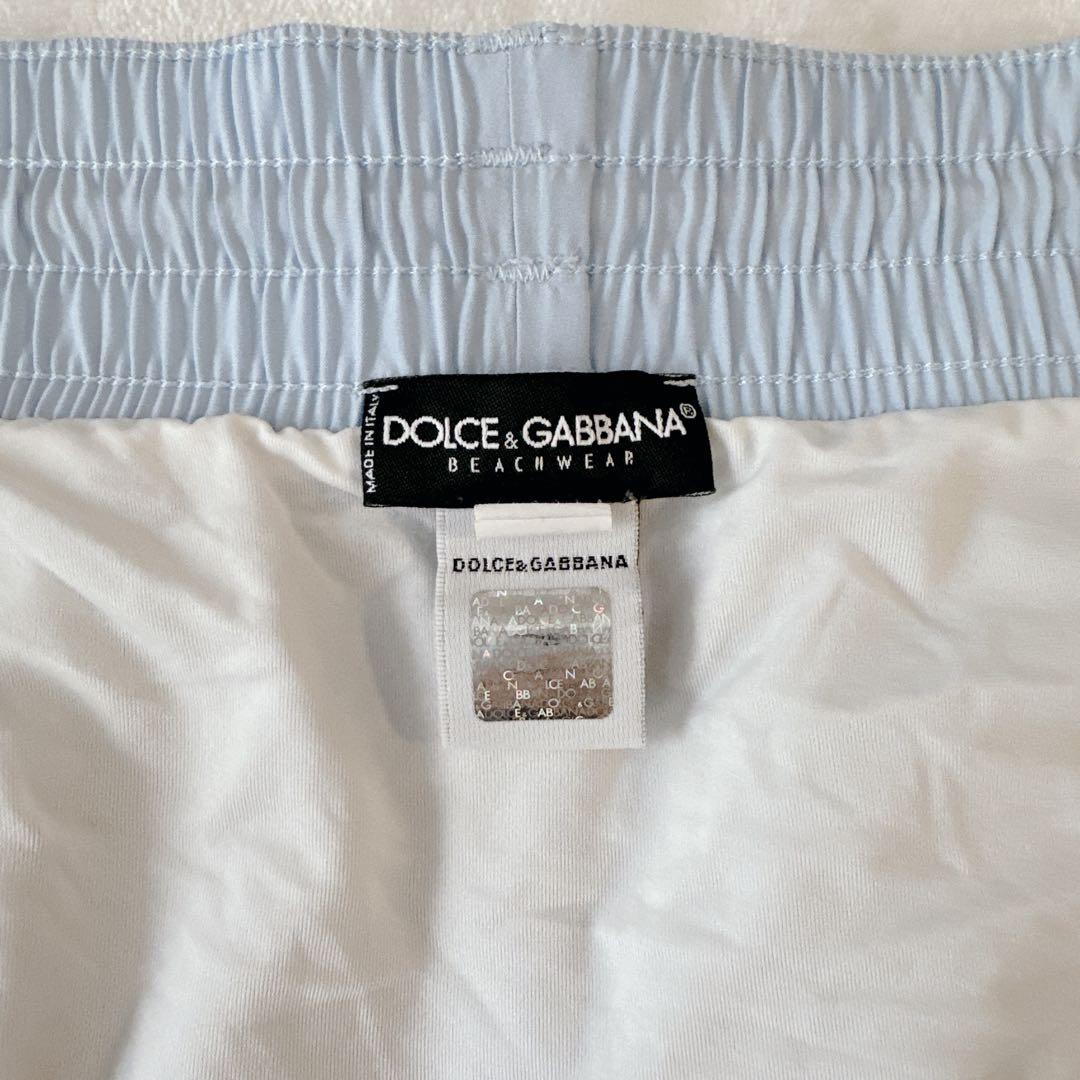 MADE IN ITALY
DOLCE & GABBANA®
BEACHWEAR
DOLCE&GABBANA